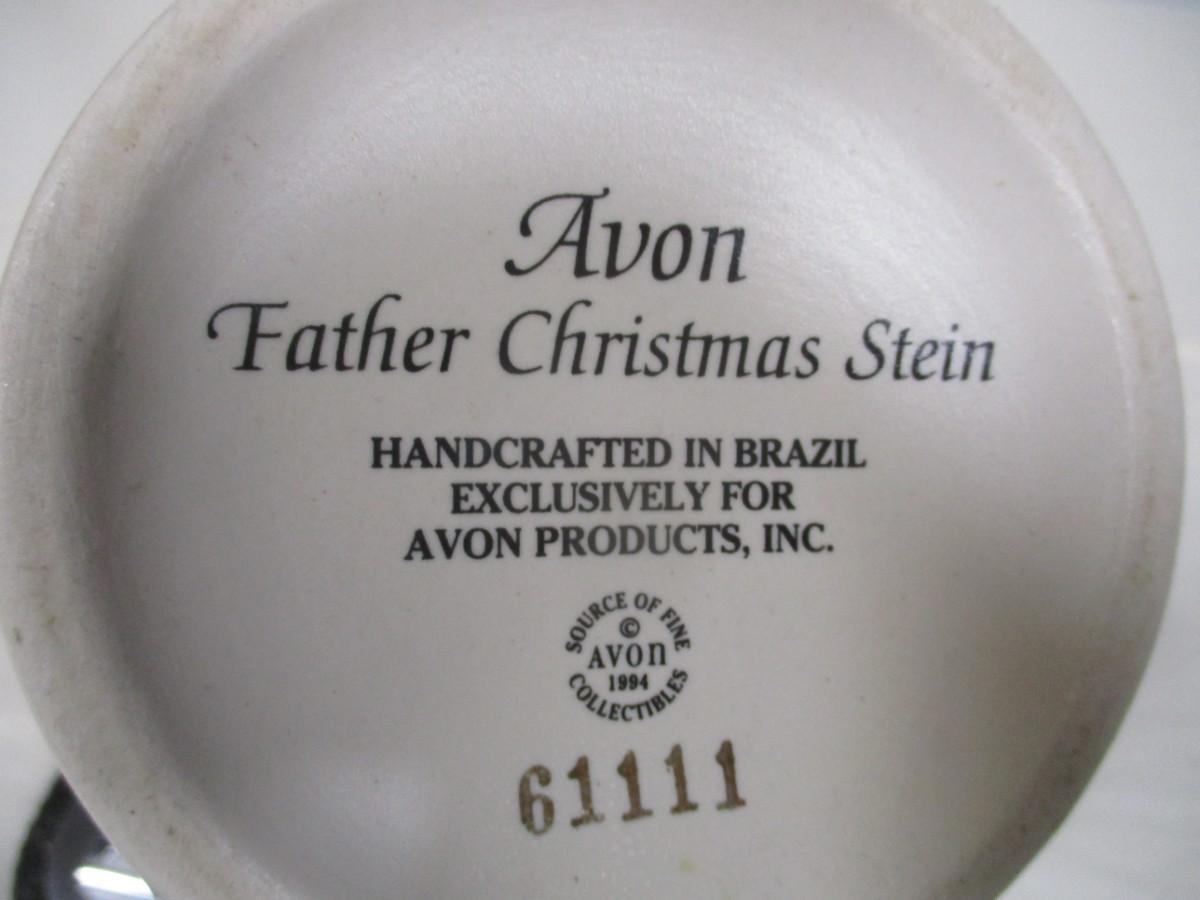 Avon
Father Christmas Stein
HANDCRAFTED IN BRAZIL
EXCLUSIVELY FOR
AVON PRODUCTS, INC.
SOURCE OF FINE
©
AVON
1994
COLLECTIBLES
61111